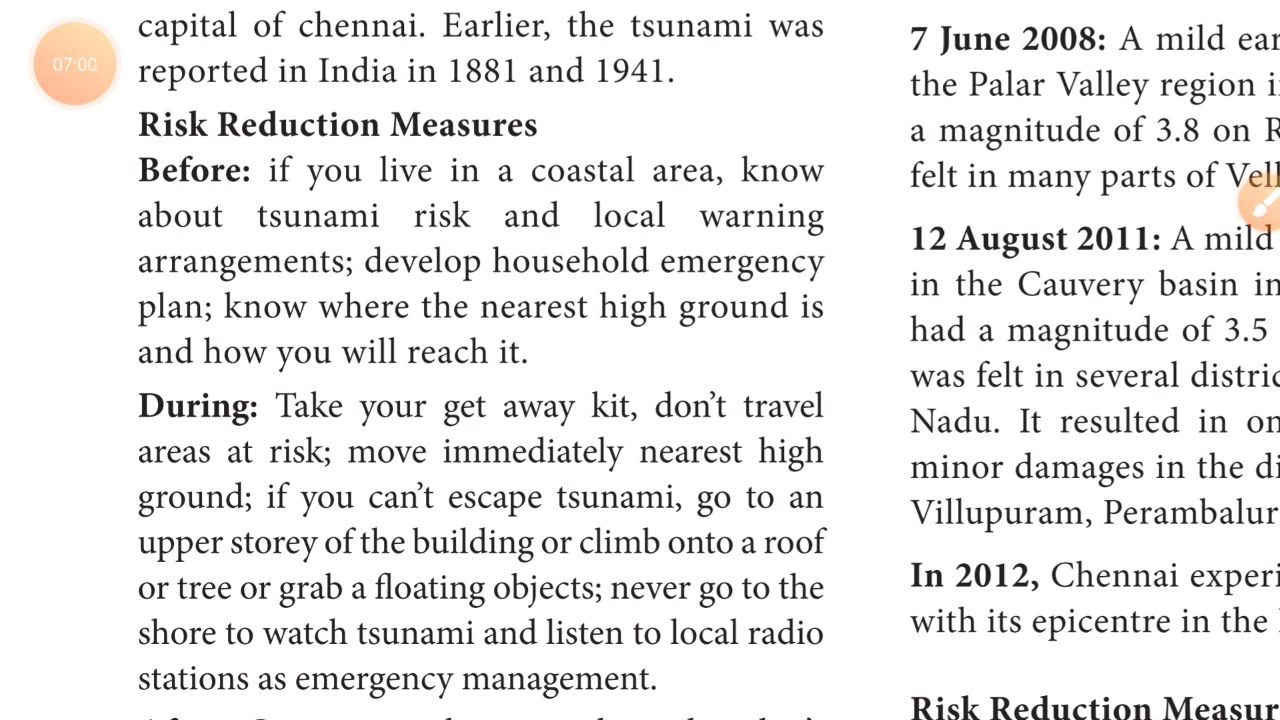 07:00
capital of chennai. Earlier, the tsunami was
reported in India in 1881 and 1941.
Risk Reduction Measures
Before: if you live in a coastal area, know
about tsunami risk and local warning
arrangements; develop household emergency
plan; know where the nearest high ground is
and how you will reach it.
During: Take your get away kit, don't travel
areas at risk; move immediately nearest high
ground; if you can't escape tsunami, go to an
upper storey of the building or climb onto a roof
or tree or grab a floating objects; never go to the
shore to watch tsunami and listen to local radio
stations as emergency management.
7 June 2008: A mild
the Palar Valley region
a magnitude of 3.8 on
felt in many parts of
12 August 2011: A mild
in the Cauvery basin in
had a magnitude of 3.5
was felt in several
Nadu. It resulted in
minor damages in the
Villupuram, Perambalur
In 2012, Chennai
with its epicentre in the
Risk Reduction